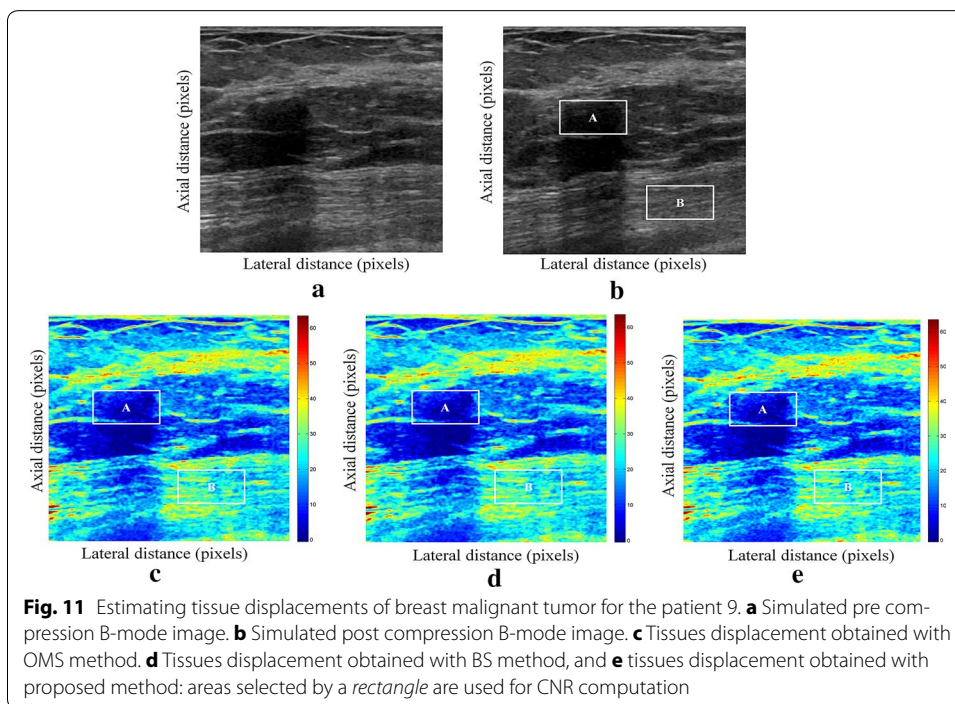 Axial distance (pixels)
Lateral distance (pixels)
a
Axial distance (pixels)
A
B
Lateral distance (pixels)
b
Axial distance (pixels)
A
B
60
50
40
30
20
10
0
Lateral distance (pixels)
c
Axial distance (pixels)
A
B
60
50
40
30
20
10
0
Lateral distance (pixels)
d
Axial distance (pixels)
A
B
60
50
40
30
20
10
0
Lateral distance (pixels)
e
Fig. 11 Estimating tissue displacements of breast malignant tumor for the patient 9. a Simulated pre com-
pression B-mode image. b Simulated post compression B-mode image. c Tissues displacement obtained with
OMS method. d Tissues displacement obtained with BS method, and e tissues displacement obtained with
proposed method: areas selected by a rectangle are used for CNR computation